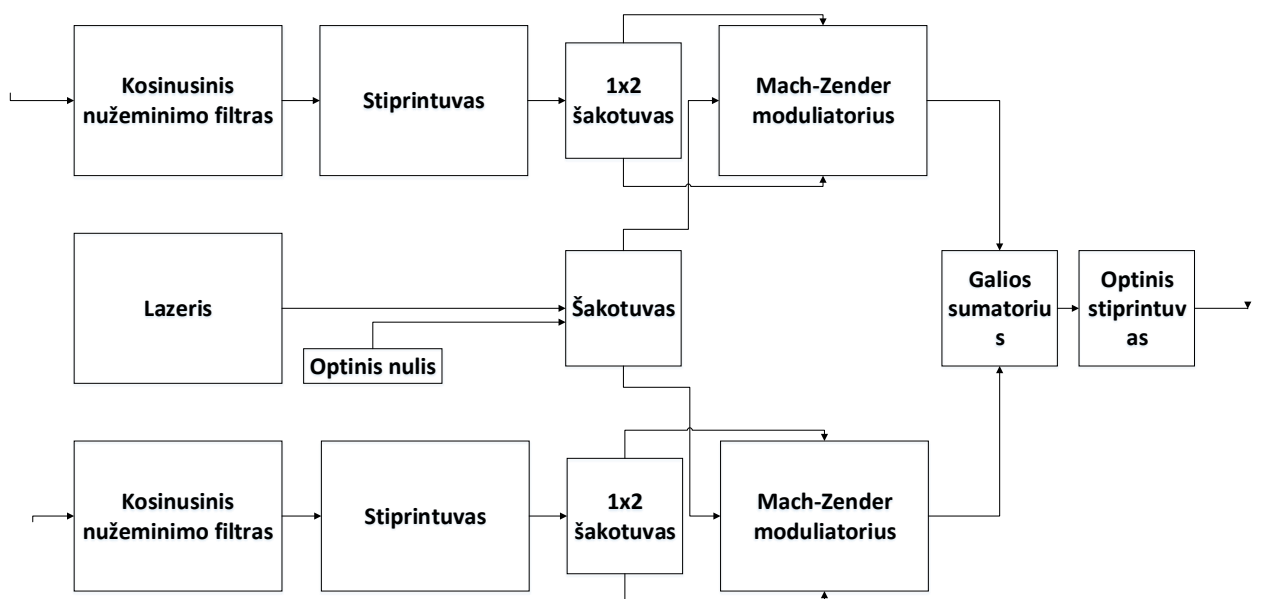 Kosinusinis
nužeminimo filtras
Stiprintuvas
1x2
šakotuvas
Mach-Zender
moduliatorius
Lazeris
Optinis nulis
Šakotuvas
Galios
sumatoriu
s
Optinis
stiprintuv
as
Kosinusinis
nužeminimo filtras
Stiprintuvas
1x2
šakotuvas
Mach-Zender
moduliatorius